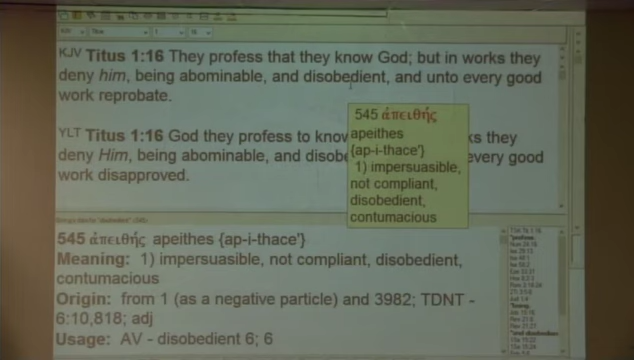 KJV Titus 1:16 They profess that they know God; but in works they
deny him, being abominable, and disobedient, and unto every good
work reprobate.
YLT Titus 1:16 God they profess to know ks they
deny Him, being abominable, and disobe every good
work disapproved.
545 ἀπειθής
apeithes
{ap-i-thace'}
1) impersuasible,
not compliant,
disobedient,
contumacious
545 ἀπειθής apeithes {ap-i-thace'}
Meaning: 1) impersuasible, not compliant, disobedient,
contumacious
Origin: from 1 (as a negative particle) and 3982; TDNT -
6:10,818; adj
Usage: AV - disobedient 6; 6